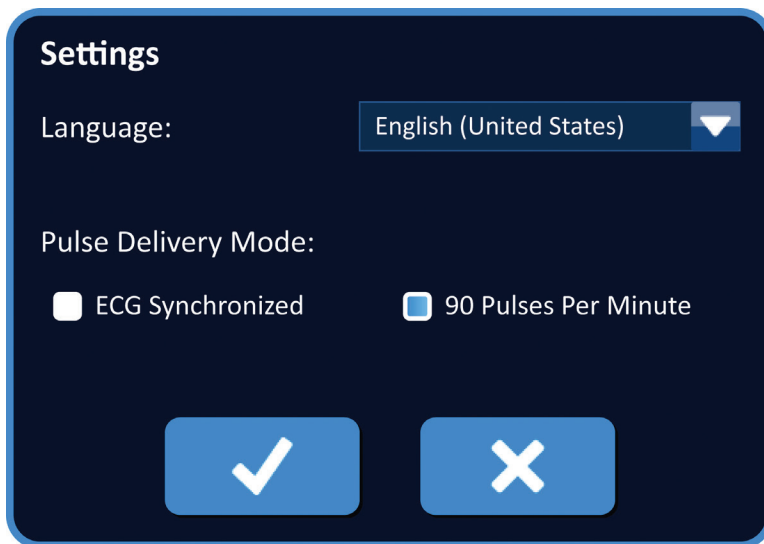 Settings
Language: English (United States)
Pulse Delivery Mode:
ECG Synchronized 90 Pulses Per Minute